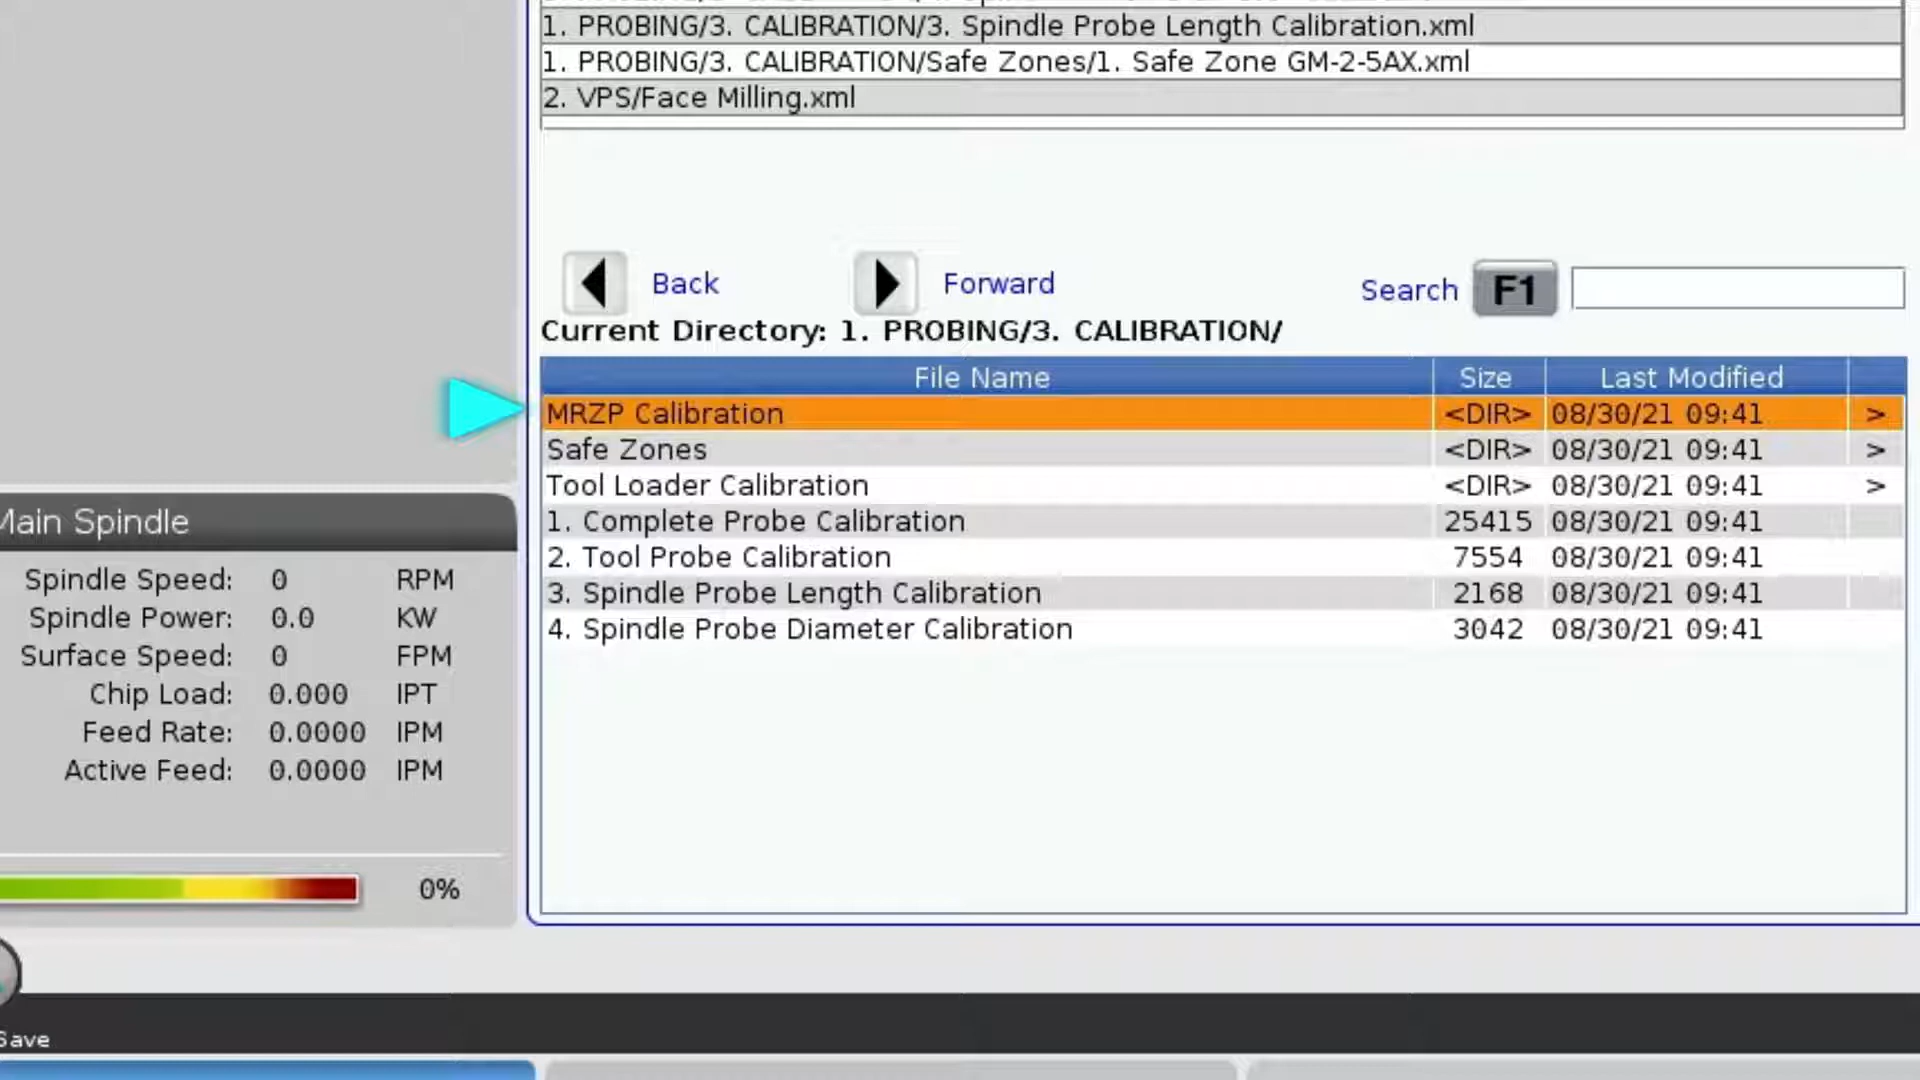 1. PROBING/3. CALIBRATION/3. Spindle Probe Length Calibration.xml
1. PROBING/3. CALIBRATION/Safe Zones/1. Safe Zone GM-2-5AX.xml
2. VPS/Face Milling.xml
Back Forward Search F1
Current Directory: 1. PROBING/3. CALIBRATION/
File Name Size Last Modified
MRZP Calibration <DIR> 08/30/21 09:41 >
Safe Zones <DIR> 08/30/21 09:41 >
Tool Loader Calibration <DIR> 08/30/21 09:41 >
1. Complete Probe Calibration 25415 08/30/21 09:41
2. Tool Probe Calibration 7554 08/30/21 09:41
3. Spindle Probe Length Calibration 2168 08/30/21 09:41
4. Spindle Probe Diameter Calibration 3042 08/30/21 09:41
Main Spindle
Spindle Speed: 0 RPM
Spindle Power: 0.0 KW
Surface Speed: 0 FPM
Chip Load: 0.000 IPT
Feed Rate: 0.0000 IPM
Active Feed: 0.0000 IPM
0%
Save